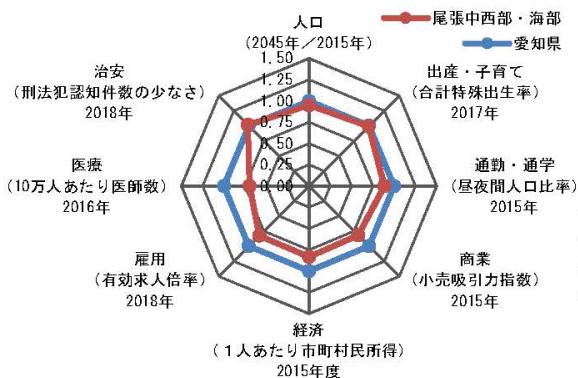 人口
(2045年／2015年)
尾張中西部・海部
愛知県
治安
(刑法犯認知件数の少なさ)
2018年
出産・子育て
(合計特殊出生率)
2017年
1.50
1.25
1.00
0.75
0.50
0.25
0.00
医療
(10万人あたり医師数)
2016年
通勤・通学
(昼夜間人口比率)
2015年
雇用
(有効求人倍率)
2018年
商業
(小売吸引力指数)
2015年
経済
(１人あたり市町村民所得)
2015年度